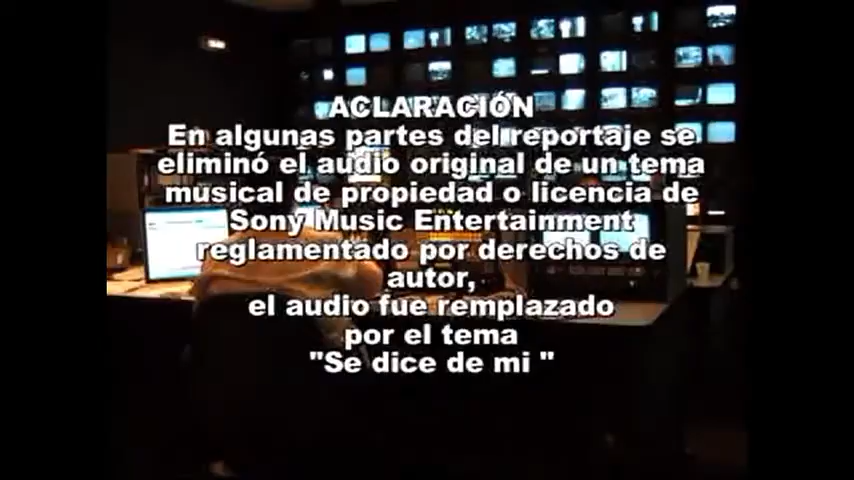 ACLARACIÓN
En algunas partes del reportaje se
eliminó el audio original de un tema
musical de propiedad o licencia de
Sony Music Entertainment
reglamentado por derechos de
autor,
el audio fue remplazado
por el tema
"Se dice de mi "